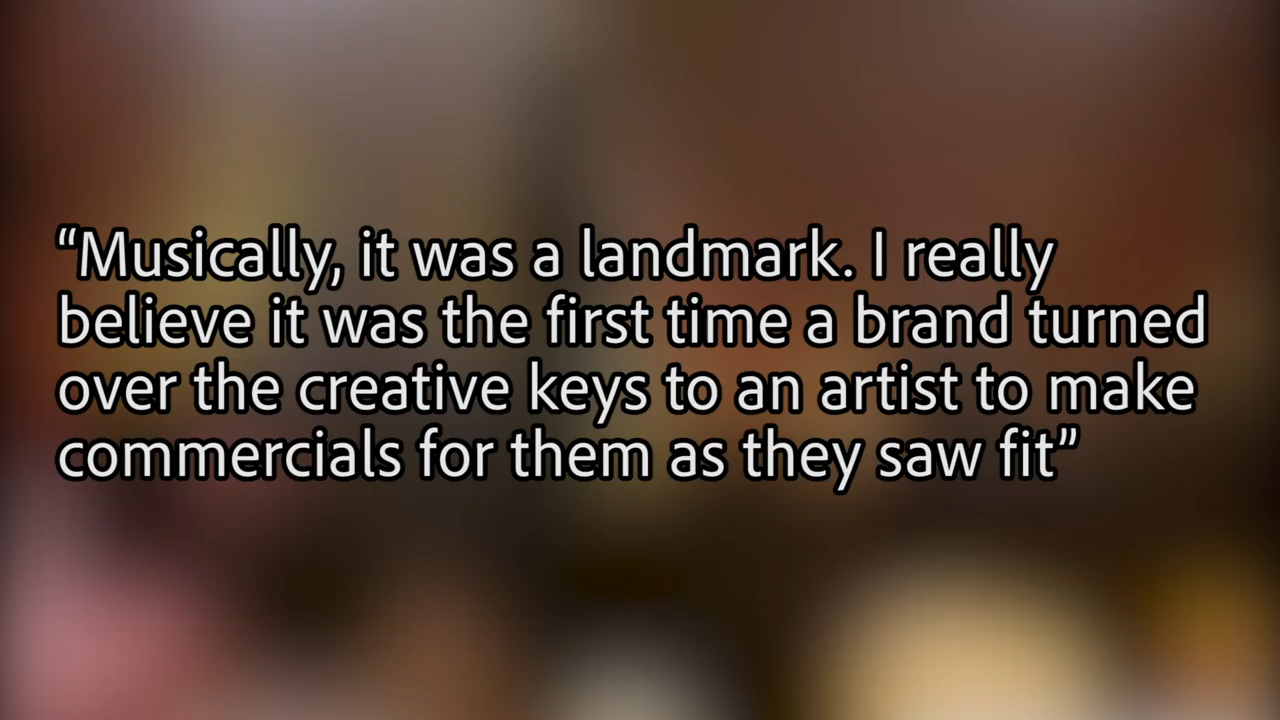 “Musically, it was a landmark. I really
believe it was the first time a brand turned
over the creative keys to an artist to make
commercials for them as they saw fit”